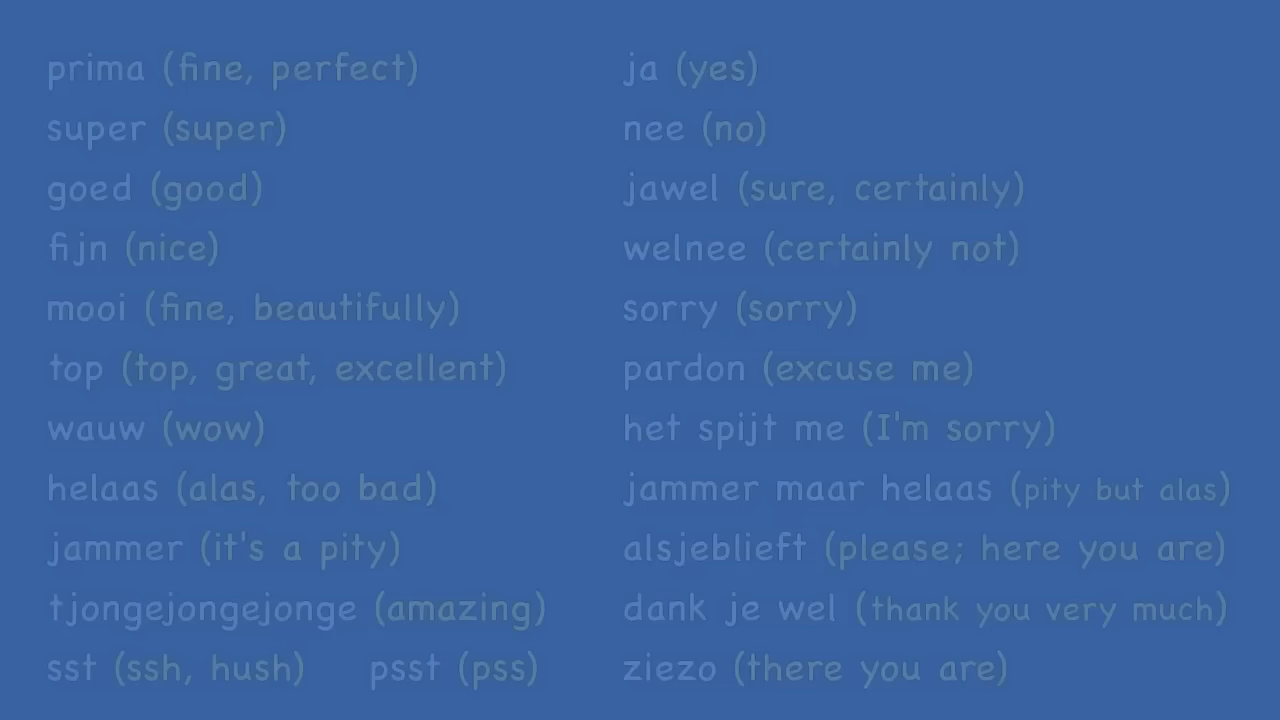 prima (fine, perfect)
super (super)
goed (good)
fijn (nice)
mooi (fine, beautifully)
top (top, great, excellent)
wauw (wow)
helaas (alas, too bad)
jammer (it's a pity)
tjongejongejonge (amazing)
sst (ssh, hush) psst (pss)
ja (yes)
nee (no)
jawel (sure, certainly)
welnee (certainly not)
sorry (sorry)
pardon (excuse me)
het spijt me (I'm sorry)
jammer maar helaas (pity but alas)
alsjeblieft (please; here you are)
dank je wel (thank you very much)
ziezo (there you are)